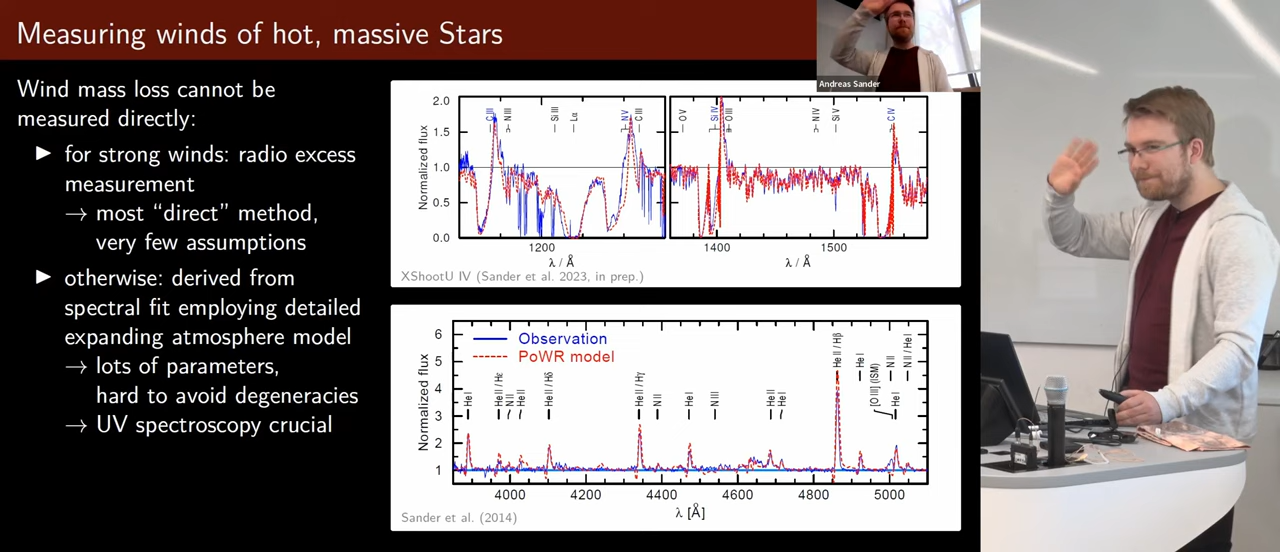 Measuring winds of hot, massive Stars
Andreas Sander
Wind mass loss cannot be
measured directly:
▶ for strong winds: radio excess
measurement
→ most “direct” method,
very few assumptions
▶ otherwise: derived from
spectral fit employing detailed
expanding atmosphere model
→ lots of parameters,
hard to avoid degeneracies
→ UV spectroscopy crucial
Normalized flux
2.0
1.5
1.0
0.5
0.0
C III
N III
Si III
Lα
N V
C III
O V
Si IV
O III
N IV
Si IV
C IV
1200
1400
1500
λ / Å
λ / Å
XShootU IV (Sander et al. 2023, in prep.)
Normalized flux
6
5
4
3
2
1
Observation
PoWR model
He I
He II / Hε
N II
He II
He II / Hδ
He II / Hγ
N II
He I
N III
He II
He I
He II / Hβ
He I
[O III] (ISM)
N II
He I
N II / He I
4000
4200
4400
4600
4800
5000
λ [Å]
Sander et al. (2014)